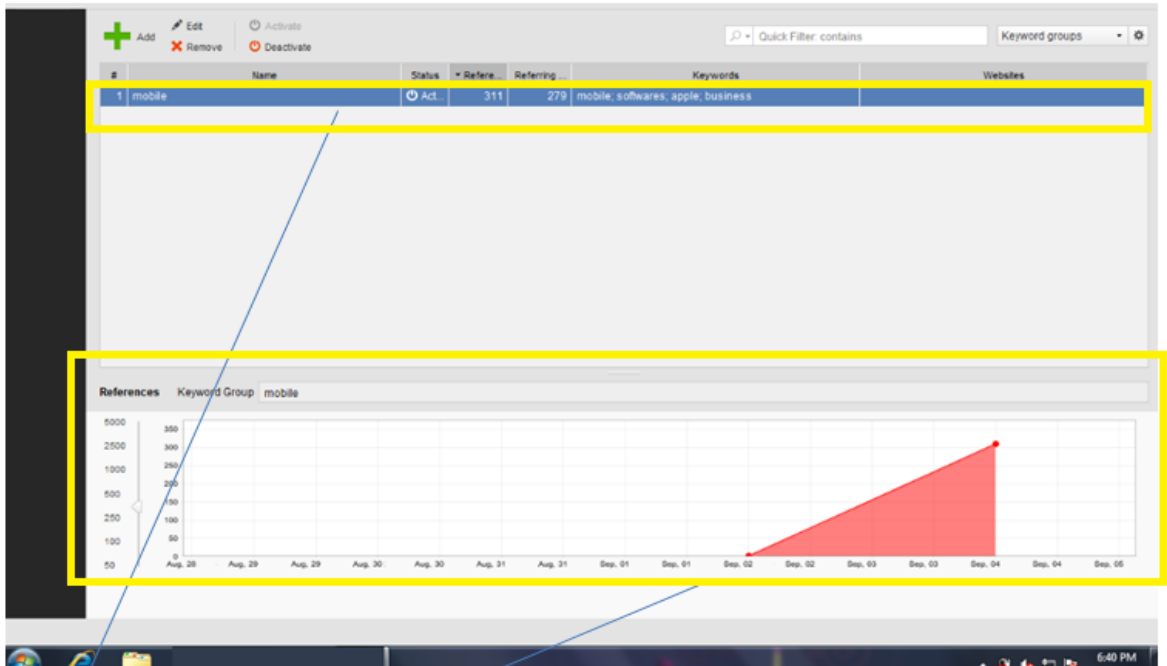 Add Edit Activate
Remove Deactivate
Quick Filter: contains Keyword groups
# Name Status Refere... Referring ... Keywords Websites
1 mobile Act... 311 279 mobile; softwares; apple; business
References Keyword Group mobile
5000
2500
1000
500
250
100
50
350
300
250
200
150
100
50
0
Aug, 28 Aug, 29 Aug, 29 Aug, 30 Aug, 30 Aug, 31 Aug, 31 Sep, 01 Sep, 01 Sep, 02 Sep, 02 Sep, 03 Sep, 03 Sep, 04 Sep, 04 Sep, 05
6:40 PM